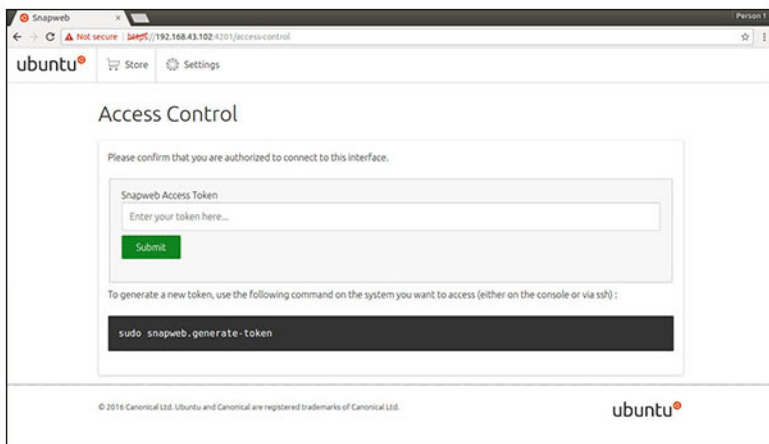 Snapweb
Person 1
Not secure https://192.168.43.102:4201/access-control
ubuntu Store Settings
Access Control
Please confirm that you are authorized to connect to this interface.
Snapweb Access Token
Enter your token here...
Submit
To generate a new token, use the following command on the system you want to access (either on the console or via ssh) :
sudo snapweb.generate-token
© 2016 Canonical Ltd. Ubuntu and Canonical are registered trademarks of Canonical Ltd.
ubuntu